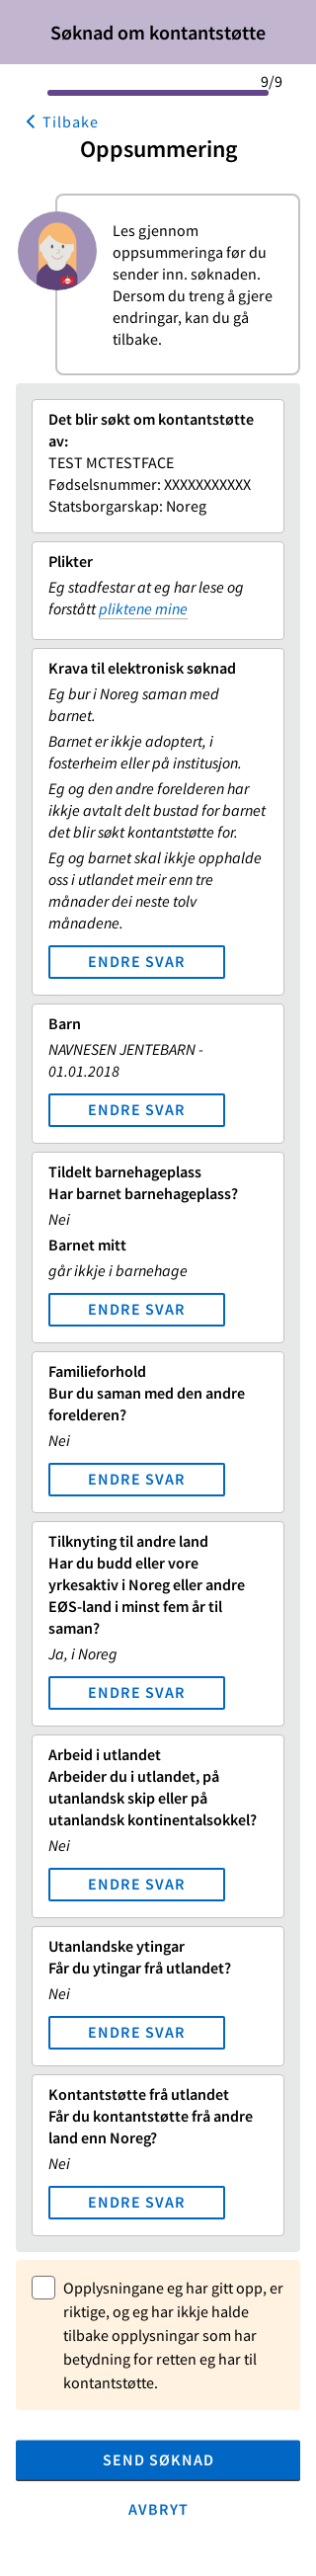 Søknad om kontantstøtte
9/9
Tilbake
Oppsummering
Les gjennom
oppsummeringa før du
sender inn. søknaden.
Dersom du treng å gjere
endringar, kan du gå
tilbake.
Det blir søkt om kontantstøtte
av:
TEST MCTESTFACE
Fødselsnummer: XXXXXXXXXXX
Statsborgarskap: Noreg
Plikter
Eg stadfestar at eg har lese og
forstått pliktene mine
Krava til elektronisk søknad
Eg bur i Noreg saman med
barnet.
Barnet er ikkje adoptert, i
fosterheim eller på institusjon.
Eg og den andre forelderen har
ikkje avtalt delt bustad for barnet
det blir søkt kontantstøtte for.
Eg og barnet skal ikkje opphalde
oss i utlandet meir enn tre
månader dei neste tolv
månadene.
ENDRE SVAR
Barn
NAVNESEN JENTEBARN -
01.01.2018
ENDRE SVAR
Tildelt barnehageplass
Har barnet barnehageplass?
Nei
Barnet mitt
går ikkje i barnehage
ENDRE SVAR
Familieforhold
Bur du saman med den andre
forelderen?
Nei
ENDRE SVAR
Tilknyting til andre land
Har du budd eller vore
yrkesaktiv i Noreg eller andre
EØS-land i minst fem år til
saman?
Ja, i Noreg
ENDRE SVAR
Arbeid i utlandet
Arbeider du i utlandet, på
utanlandsk skip eller på
utanlandsk kontinentalsokkel?
Nei
ENDRE SVAR
Utanlandske ytingar
Får du ytingar frå utlandet?
Nei
ENDRE SVAR
Kontantstøtte frå utlandet
Får du kontantstøtte frå andre
land enn Noreg?
Nei
ENDRE SVAR
Opplysningane eg har gitt opp, er
riktige, og eg har ikkje halde
tilbake opplysningar som har
betydning for retten eg har til
kontantstøtte.
SEND SØKNAD
AVBRYT